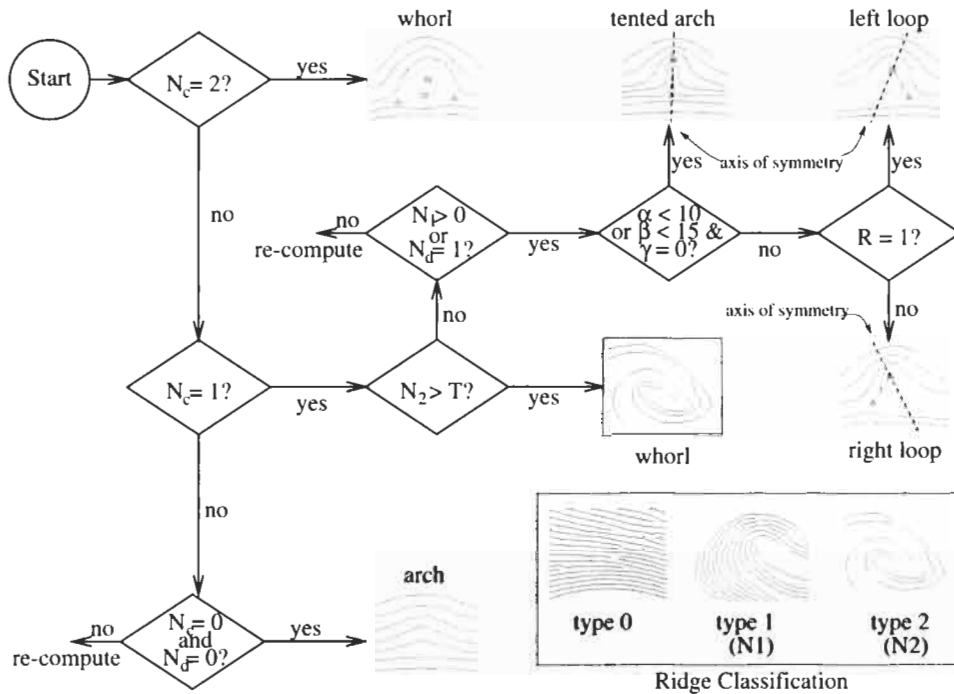 whorl
tented arch
left loop
Start
N_c = 2?
yes
axis of symmetry
yes
yes
no
no
re-compute
N_1 > 0
or
N_d = 1?
yes
α < 10
or β < 15 &
γ = 0?
no
R = 1?
no
axis of symmetry
no
N_c = 1?
yes
N_2 > T?
yes
whorl
right loop
no
arch
no
re-compute
N_c = 0
and
N_d = 0?
yes
type 0
type 1
(N1)
type 2
(N2)
Ridge Classification